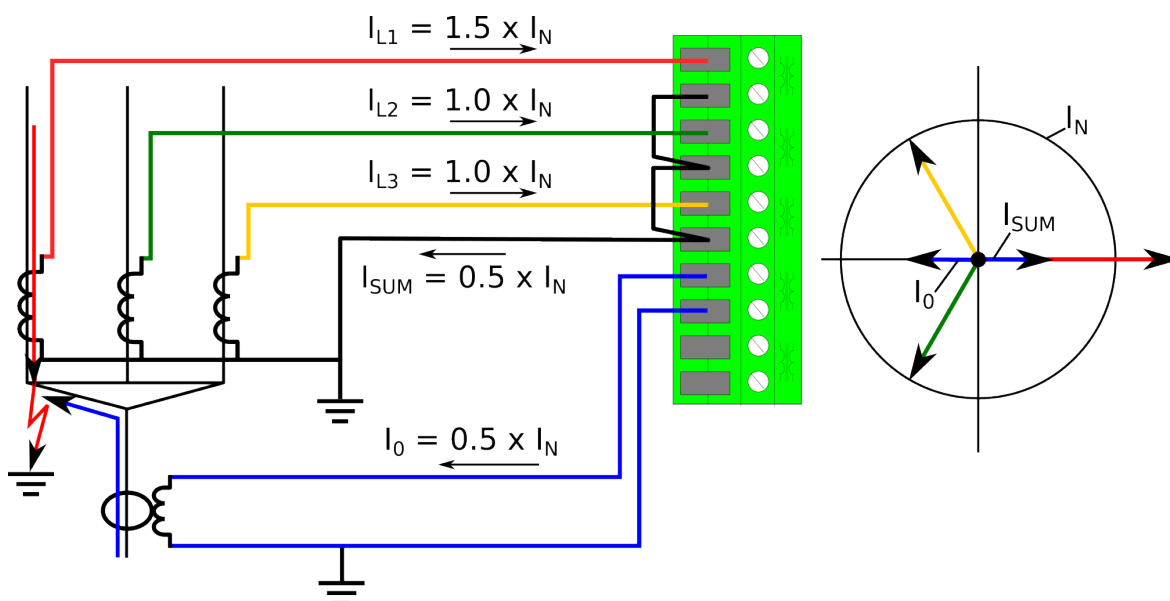 I_L1 = 1.5 x I_N
I_L2 = 1.0 x I_N
I_L3 = 1.0 x I_N
I_SUM = 0.5 x I_N
I_0 = 0.5 x I_N
I_N
I_SUM
I_0